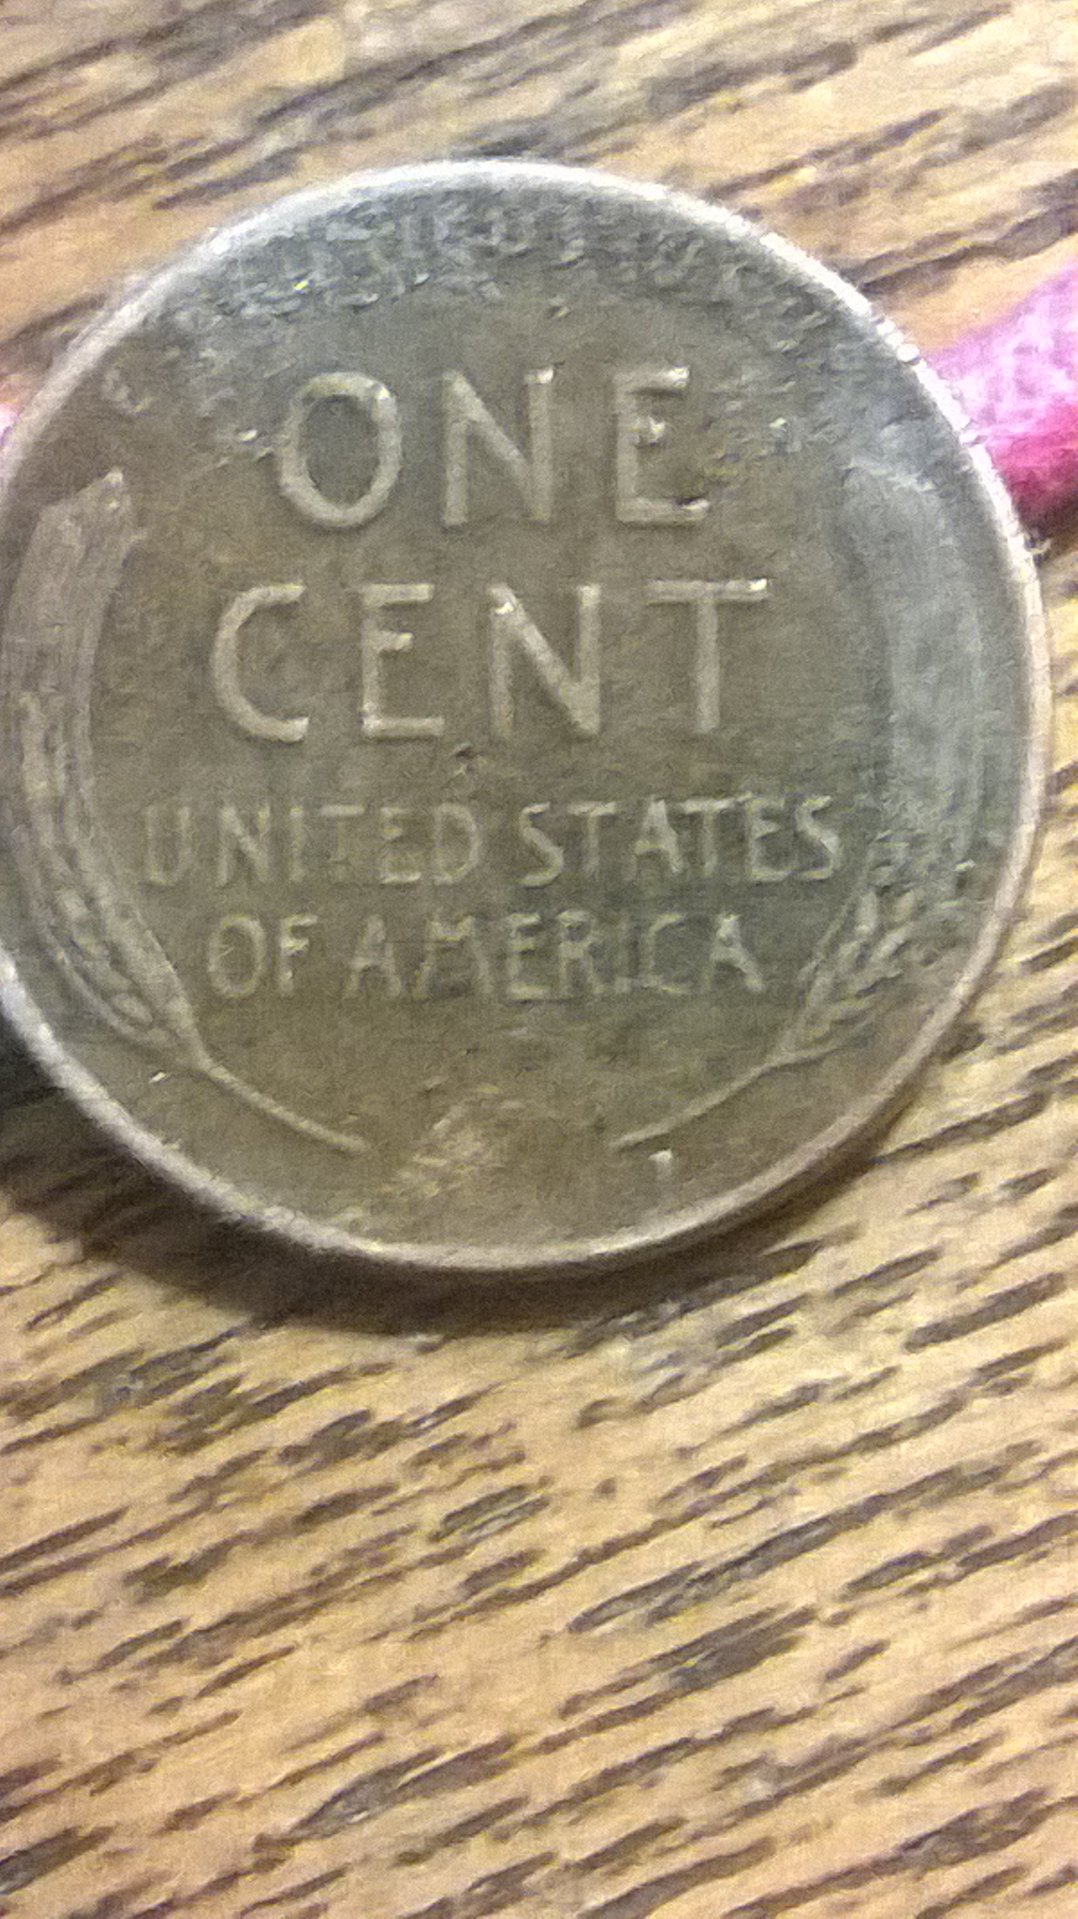 ONE
CENT
UNITED STATES
OF AMERICA